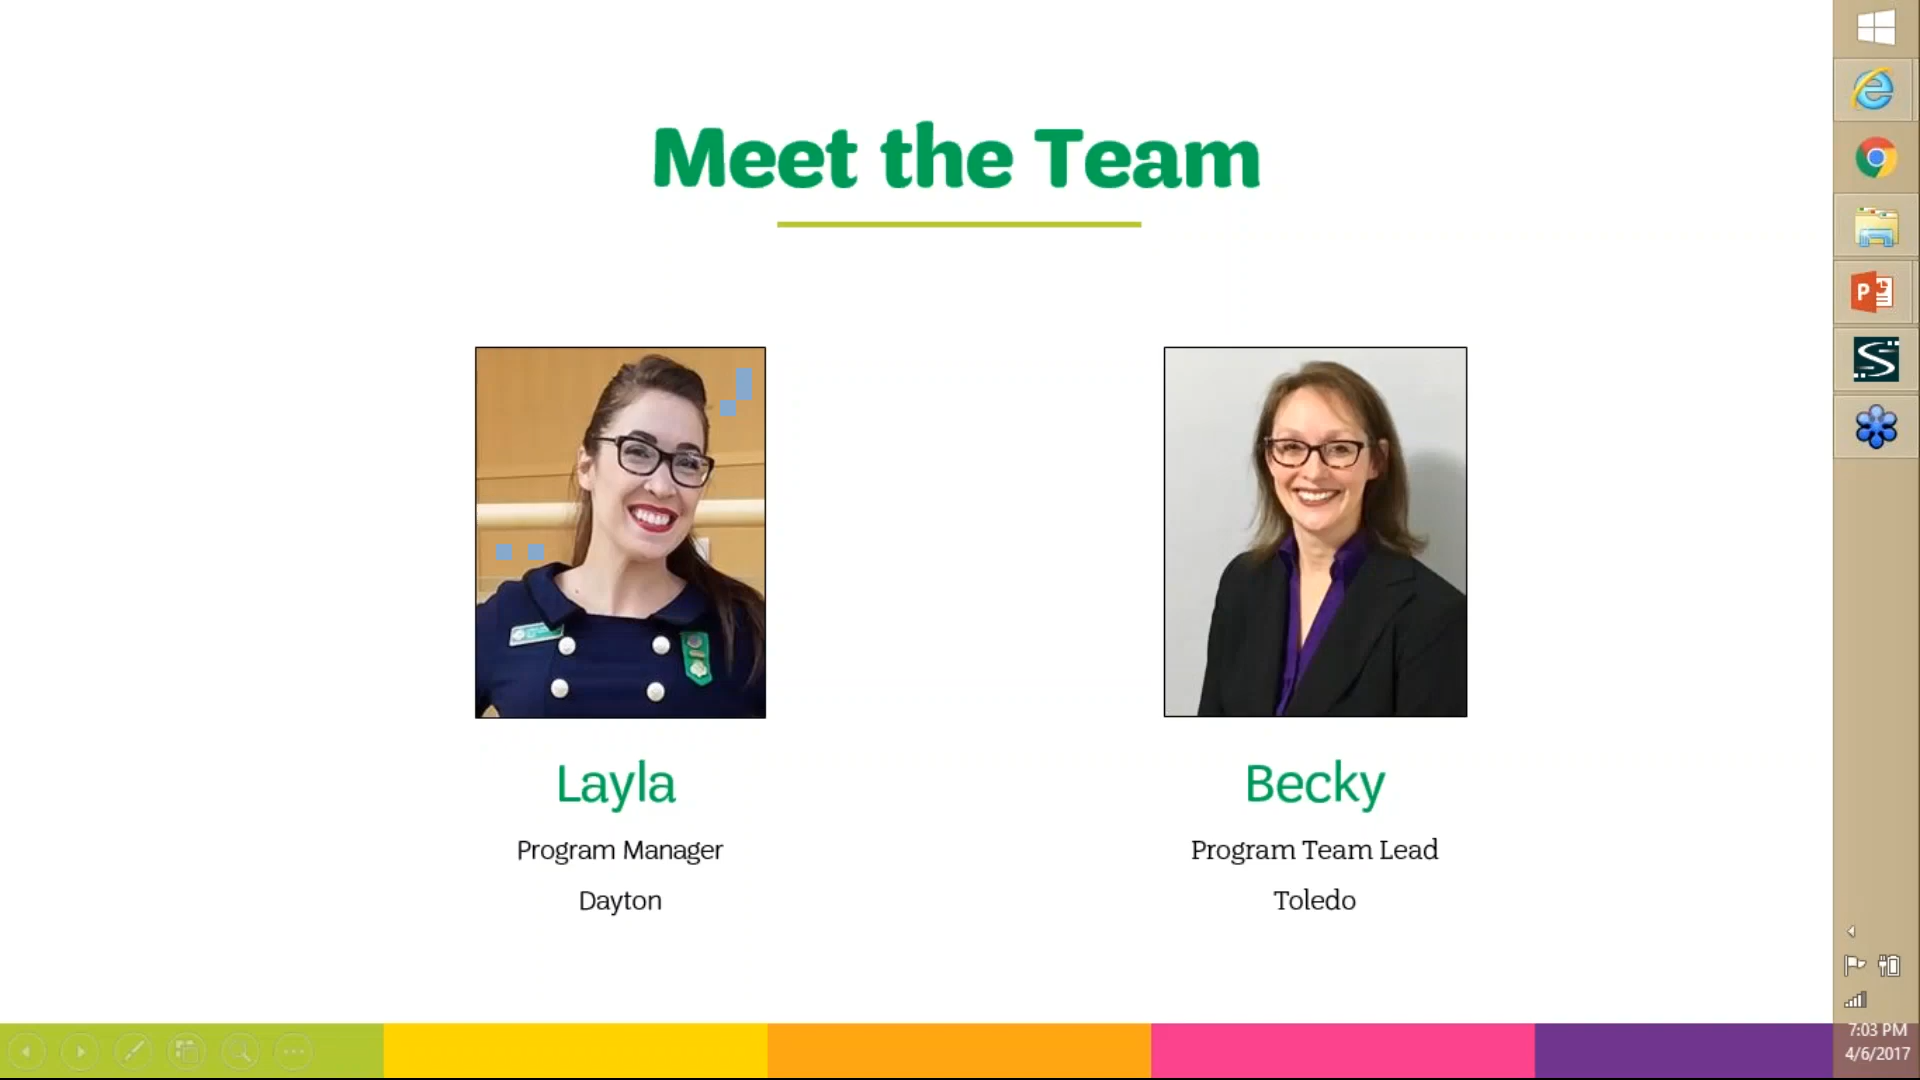 Meet the Team
Layla
Program Manager
Dayton
Becky
Program Team Lead
Toledo
7:03 PM
4/6/2017